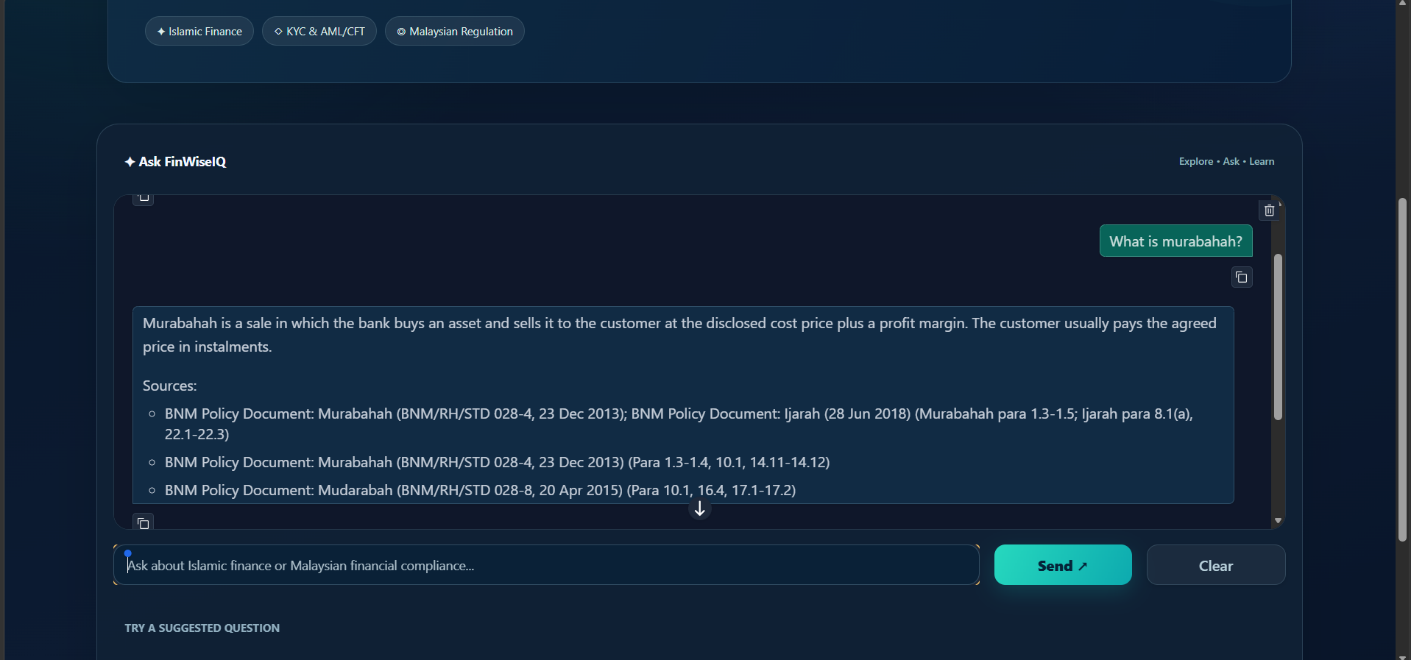 ✦ Islamic Finance
◇ KYC & AML/CFT
◎ Malaysian Regulation
✦ Ask FinWiseIQ
Explore • Ask • Learn
What is murabahah?
Murabahah is a sale in which the bank buys an asset and sells it to the customer at the disclosed cost price plus a profit margin. The customer usually pays the agreed
price in instalments.
Sources:
BNM Policy Document: Murabahah (BNM/RH/STD 028-4, 23 Dec 2013); BNM Policy Document: Ijarah (28 Jun 2018) (Murabahah para 1.3-1.5; Ijarah para 8.1(a),
22.1-22.3)
BNM Policy Document: Murabahah (BNM/RH/STD 028-4, 23 Dec 2013) (Para 1.3-1.4, 10.1, 14.11-14.12)
BNM Policy Document: Mudarabah (BNM/RH/STD 028-8, 20 Apr 2015) (Para 10.1, 16.4, 17.1-17.2)
Ask about Islamic finance or Malaysian financial compliance...
Send ↗
Clear
TRY A SUGGESTED QUESTION